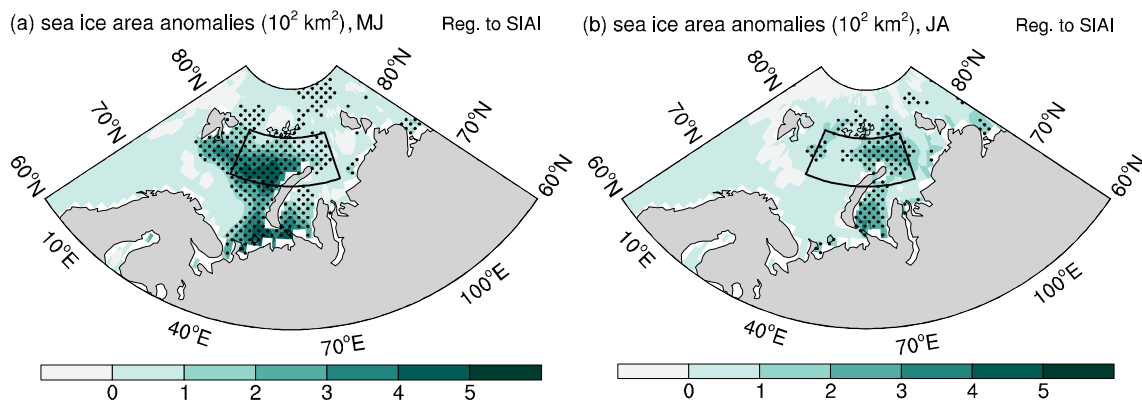 (a) sea ice area anomalies (10² km²), MJ Reg. to SIAI
80°N
80°N
70°N
70°N
60°N
60°N
10°E
100°E
40°E
70°E
0 1 2 3 4 5
(b) sea ice area anomalies (10² km²), JA Reg. to SIAI
80°N
80°N
70°N
70°N
60°N
60°N
10°E
100°E
40°E
70°E
0 1 2 3 4 5